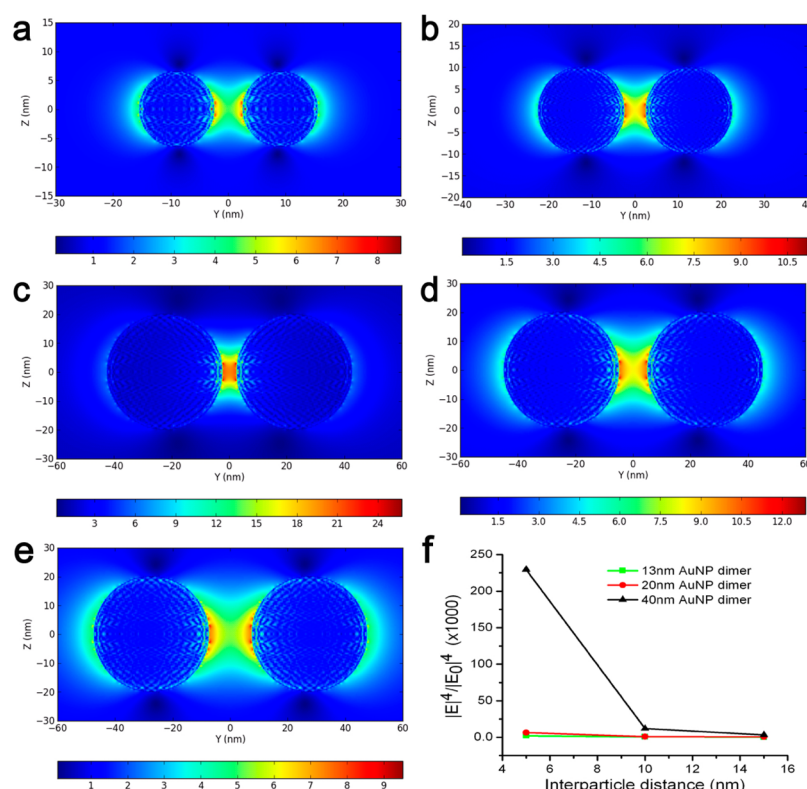 a
15
10
5
0
−5
−10
−15
Z (nm)
−30 −20 −10 0 10 20 30
Y (nm)
1 2 3 4 5 6 7 8
b
20
15
10
5
0
−5
−10
−15
−20
Z (nm)
−40 −30 −20 −10 0 10 20 30
Y (nm)
1.5 3.0 4.5 6.0 7.5 9.0 10.5
c
30
20
10
0
−10
−20
−30
Z (nm)
−60 −40 −20 0 20 40 60
Y (nm)
3 6 9 12 15 18 21 24
d
30
20
10
0
−10
−20
−30
Z (nm)
−60 −40 −20 0 20 40 60
Y (nm)
1.5 3.0 4.5 6.0 7.5 9.0 10.5 12.0
e
30
20
10
0
−10
−20
−30
Z (nm)
−60 −40 −20 0 20 40 60
Y (nm)
1 2 3 4 5 6 7 8 9
f
250
200
150
100
50
0.0
|E|⁴/|E₀|⁴ (x1000)
13nm AuNP dimer
20nm AuNP dimer
40nm AuNP dimer
4 6 8 10 12 14 16
Interparticle distance (nm)